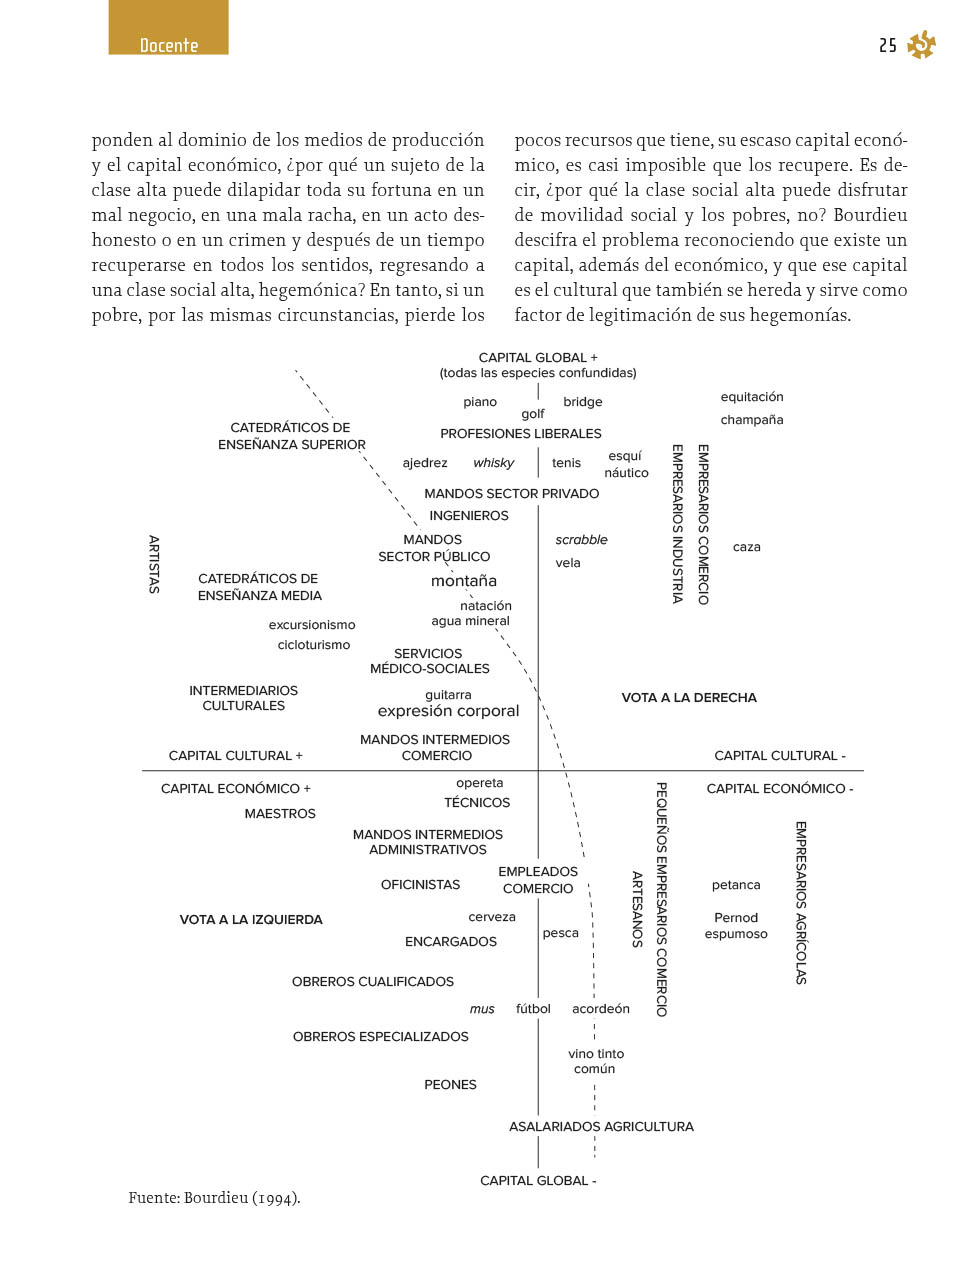 Docente
25
ponden al dominio de los medios de producción
y el capital económico, ¿por qué un sujeto de la
clase alta puede dilapidar toda su fortuna en un
mal negocio, en una mala racha, en un acto des-
honesto o en un crimen y después de un tiempo
recuperarse en todos los sentidos, regresando a
una clase social alta, hegemónica? En tanto, si un
pobre, por las mismas circunstancias, pierde los
pocos recursos que tiene, su escaso capital econó-
mico, es casi imposible que los recupere. Es de-
cir, ¿por qué la clase social alta puede disfrutar
de movilidad social y los pobres, no? Bourdieu
descifra el problema reconociendo que existe un
capital, además del económico, y que ese capital
es el cultural que también se hereda y sirve como
factor de legitimación de sus hegemonías.
CAPITAL GLOBAL +
(todas las especies confundidas)
piano
bridge
golf
equitación
champaña
CATEDRÁTICOS DE
ENSEÑANZA SUPERIOR
PROFESIONES LIBERALES
ajedrez
whisky
tenis
esquí
náutico
EMPRESARIOS INDUSTRIA
EMPRESARIOS COMERCIO
MANDOS SECTOR PRIVADO
INGENIEROS
MANDOS
SECTOR PÚBLICO
scrabble
vela
caza
ARTISTAS
CATEDRÁTICOS DE
ENSEÑANZA MEDIA
montaña
natación
agua mineral
excursionismo
cicloturismo
SERVICIOS
MÉDICO-SOCIALES
INTERMEDIARIOS
CULTURALES
guitarra
expresión corporal
VOTA A LA DERECHA
MANDOS INTERMEDIOS
COMERCIO
CAPITAL CULTURAL +
CAPITAL CULTURAL -
CAPITAL ECONÓMICO +
opereta
CAPITAL ECONÓMICO -
TÉCNICOS
MAESTROS
MANDOS INTERMEDIOS
ADMINISTRATIVOS
PEQUEÑOS EMPRESARIOS COMERCIO
EMPRESARIOS AGRÍCOLAS
ARTESANOS
EMPLEADOS
COMERCIO
OFICINISTAS
petanca
VOTA A LA IZQUIERDA
cerveza
pesca
Pernod
espumoso
ENCARGADOS
OBREROS CUALIFICADOS
mus
fútbol
acordeón
OBREROS ESPECIALIZADOS
vino tinto
común
PEONES
ASALARIADOS AGRICULTURA
CAPITAL GLOBAL -
Fuente: Bourdieu (1994).